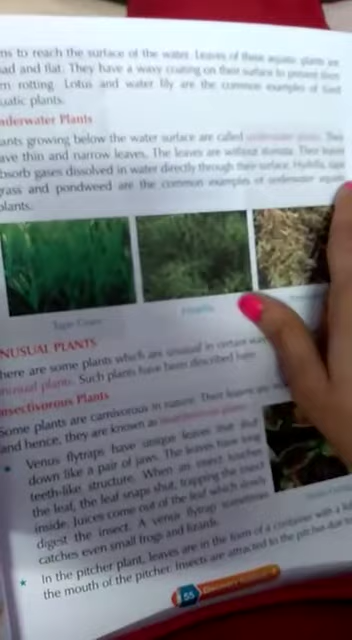 ns to reach the surface of the water. Leaves of these aquatic plants are
ad and flat. They have a waxy coating on their surface to prevent them
m rotting. Lotus and water lily are the common examples of fixed
uatic plants.
nderwater Plants
ants growing below the water surface are called underwater plants. They
ave thin and narrow leaves. The leaves are without stomata. Their leaves
bsorb gases dissolved in water directly through their surface. Hydrilla, tape
grass and pondweed are the common examples of underwater aquatic
plants.
Tape Grass
Hydrilla
NUSUAL PLANTS
here are some plants which are unusual in certain way
unusual plants. Such plants have been described here.
nsectivorous Plants
Some plants are carnivorous in nature. Their leaves are
and hence, they are known as insectivorous plants.
★ Venus flytraps have unique leaves that shut
down like a pair of jaws. The leaves have long
teeth-like structure. When an insect touches
the leaf, the leaf snaps shut, trapping the insect
inside. Juices come out of the leaf which slowly
digest the insect. A venus flytrap sometimes
catches even small frogs and lizards.
★ In the pitcher plant, leaves are in the form of a container with a lid
the mouth of the pitcher. Insects are attracted to the pitcher due to
55